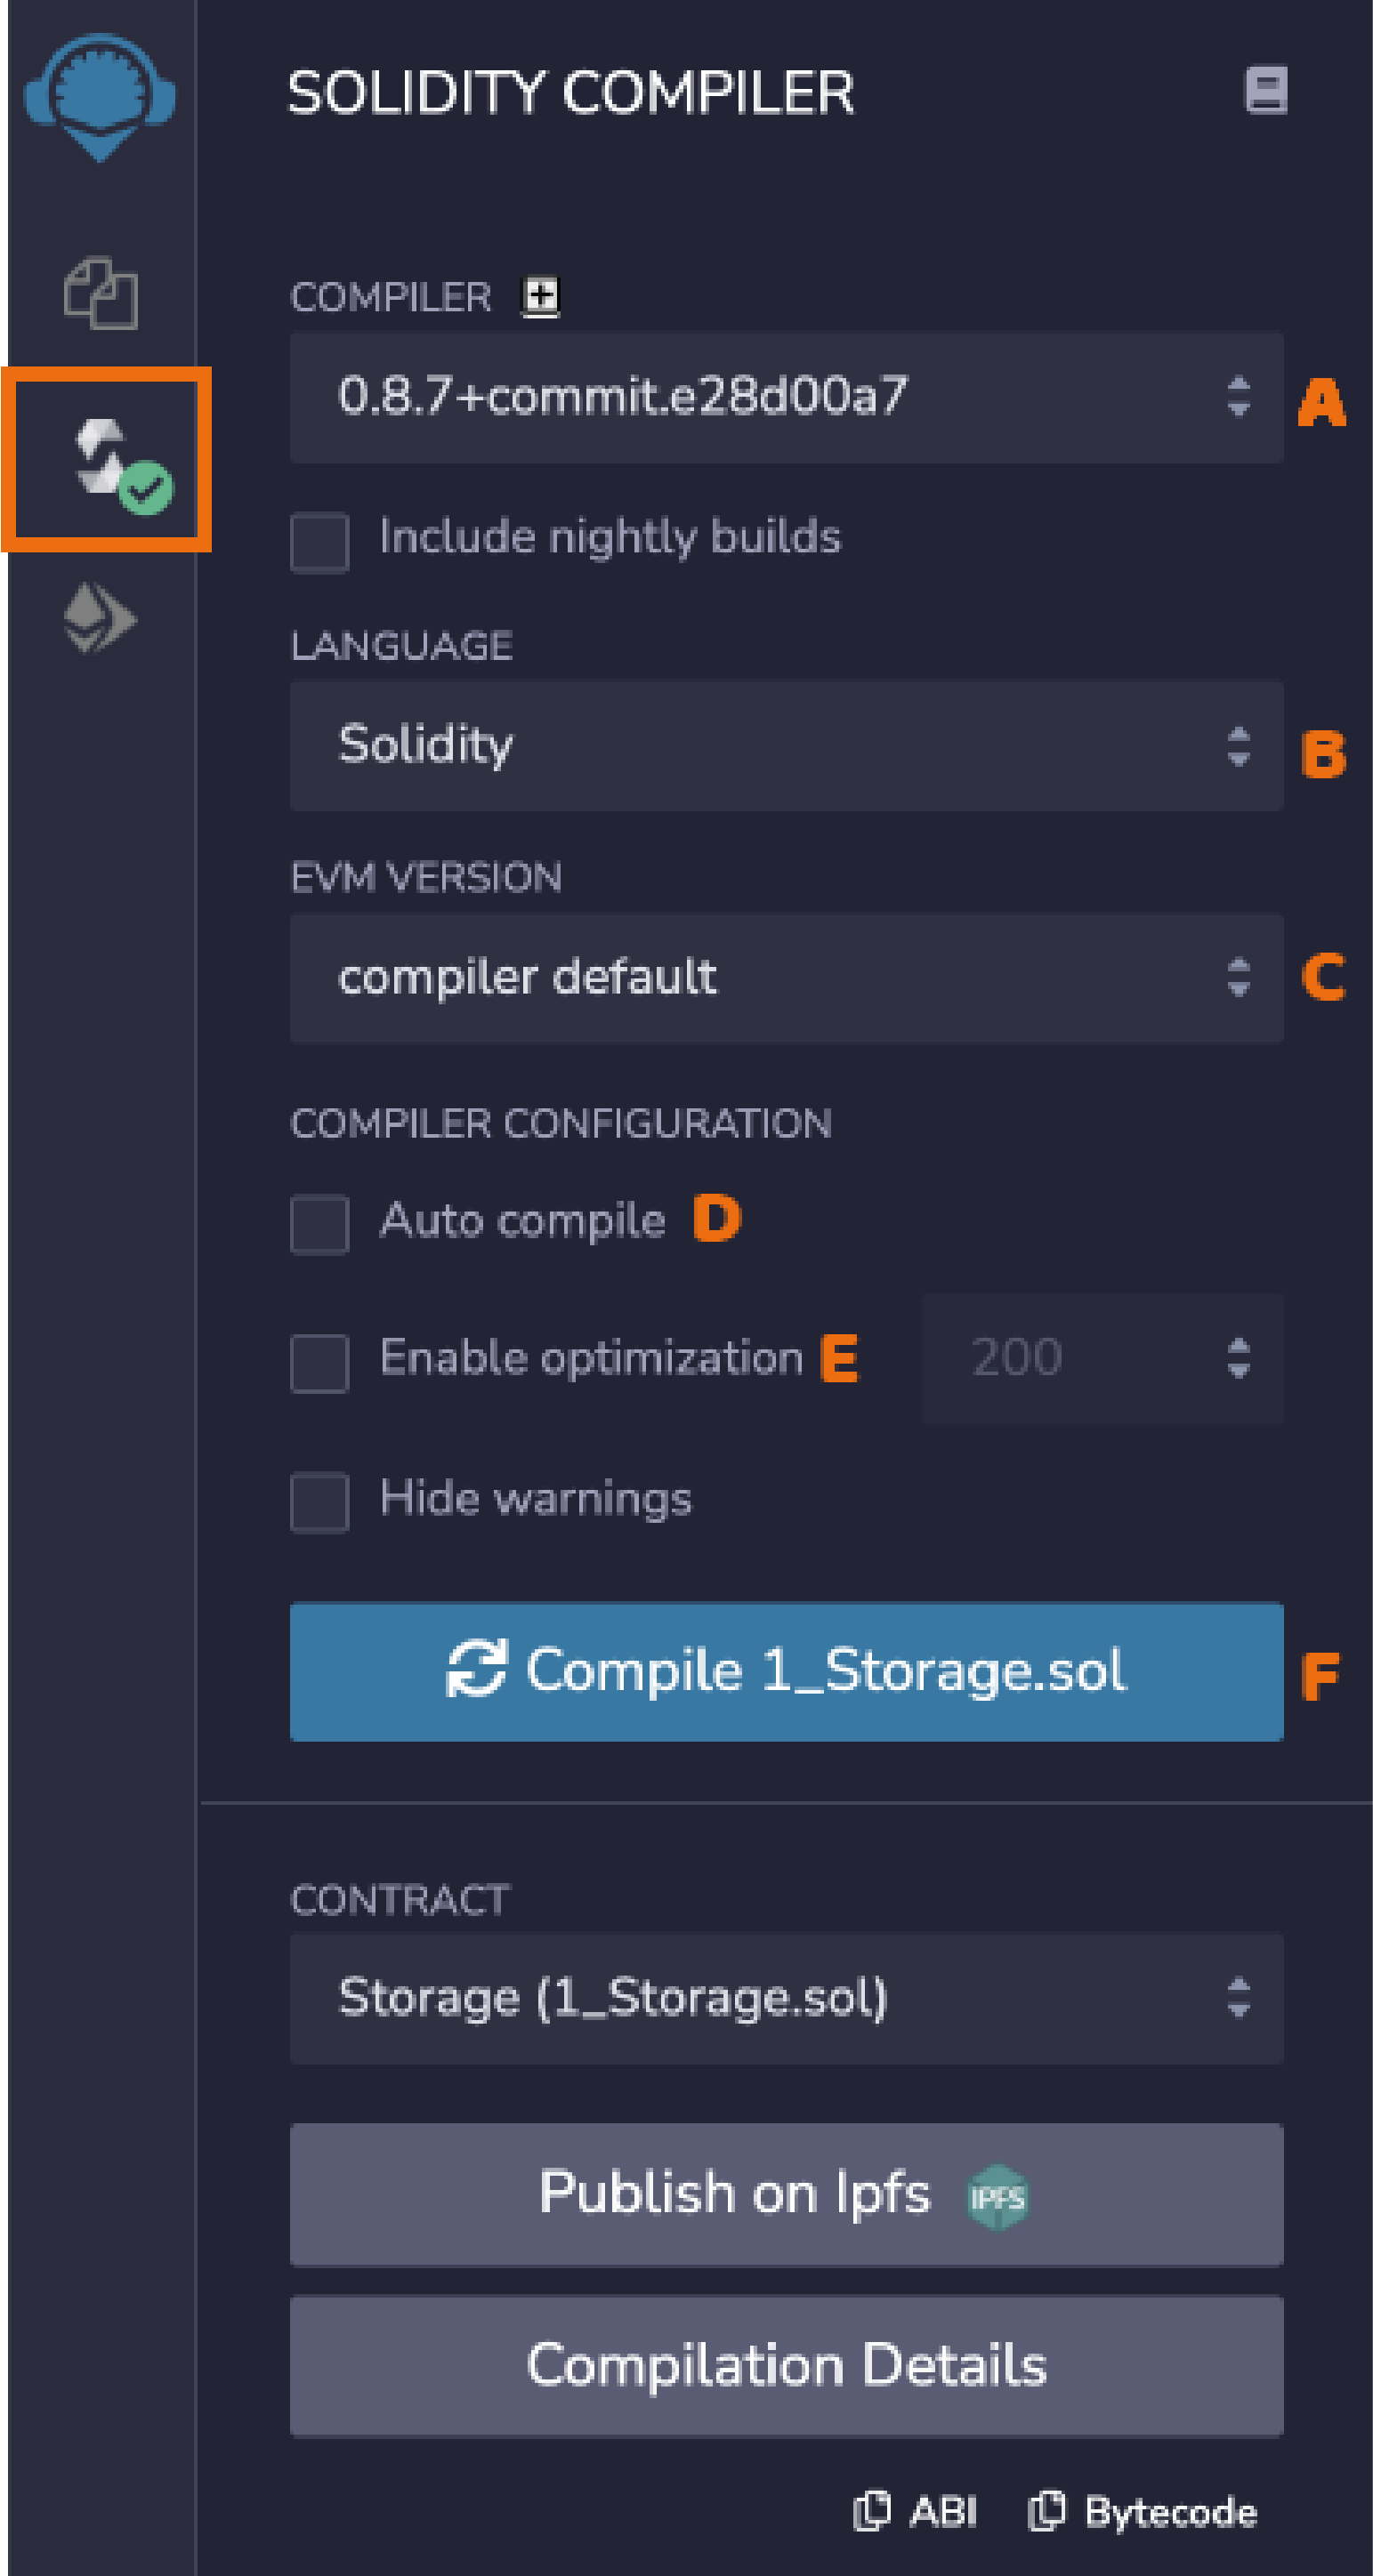 SOLIDITY COMPILER
COMPILER
0.8.7+commit.e28d00a7 A
Include nightly builds
LANGUAGE
Solidity B
EVM VERSION
compiler default C
COMPILER CONFIGURATION
Auto compile D
Enable optimization E 200
Hide warnings
Compile 1_Storage.sol F
CONTRACT
Storage (1_Storage.sol)
Publish on Ipfs IPFS
Compilation Details
ABI Bytecode